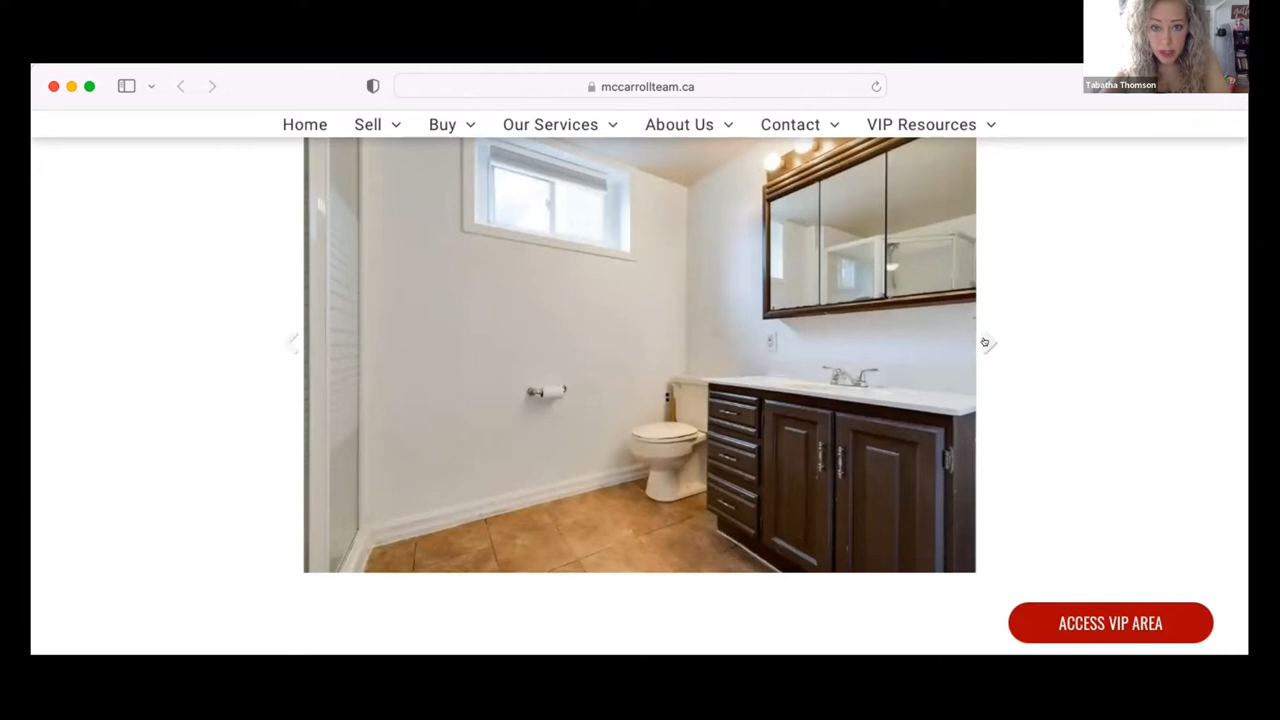 Tabatha Thomson
mccarrollteam.ca
Home Sell Buy Our Services About Us Contact VIP Resources
ACCESS VIP AREA